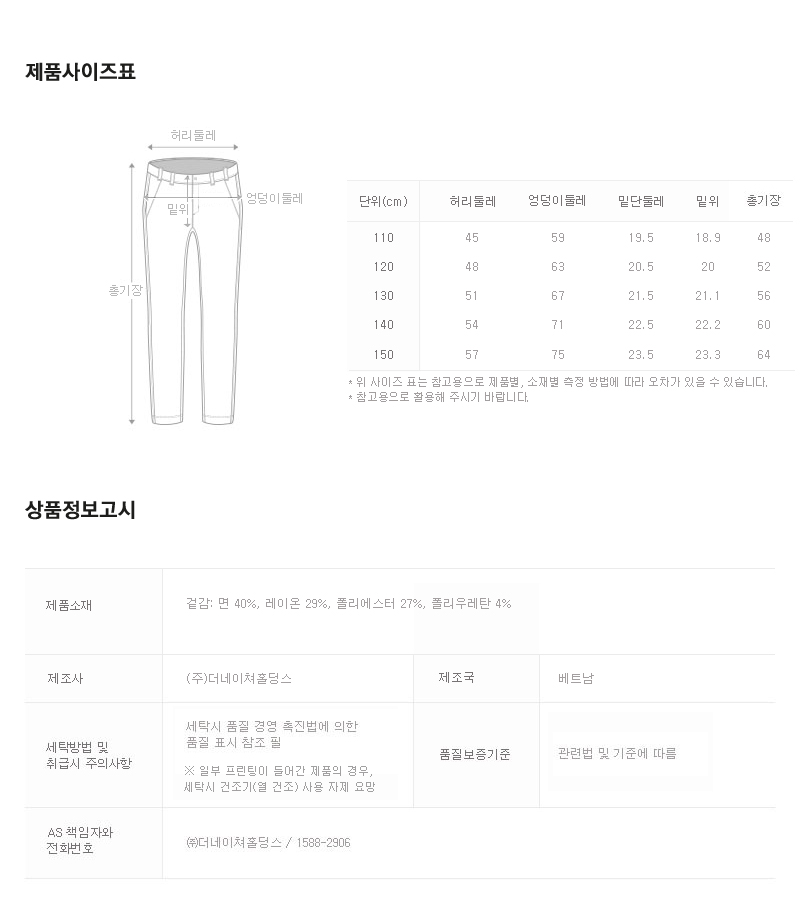 제품사이즈표
허리둘레
엉덩이둘레
밑위
총기장
단위(cm) 허리둘레 엉덩이둘레 밑단둘레 밑위 총기장
110 45 59 19.5 18.9 48
120 48 63 20.5 20 52
130 51 67 21.5 21.1 56
140 54 71 22.5 22.2 60
150 57 75 23.5 23.3 64
* 위 사이즈 표는 참고용으로 제품별, 소재별 측정 방법에 따라 오차가 있을 수 있습니다.
* 참고용으로 활용해 주시기 바랍니다.
상품정보고시
제품소재 겉감: 면 40%, 레이온 29%, 폴리에스터 27%, 폴리우레탄 4%
제조사 (주)더네이쳐홀딩스 제조국 베트남
세탁방법 및
취급시 주의사항
세탁시 품질 경영 촉진법에 의한
품질 표시 참조 필
※ 일부 프린팅이 들어간 제품의 경우,
세탁시 건조기(열 건조) 사용 자제 요망
품질보증기준 관련법 및 기준에 따름
AS 책임자와
전화번호
㈜더네이쳐홀딩스 / 1588-2906